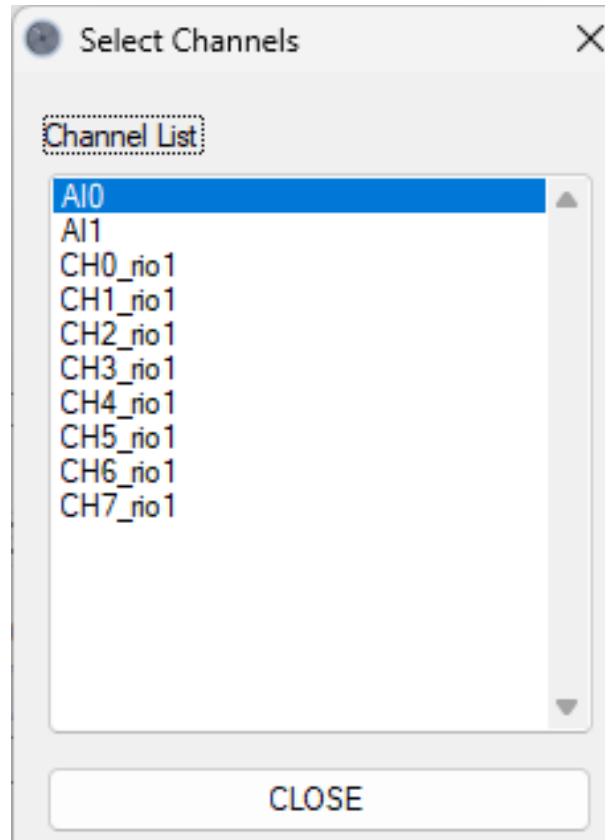 Select Channels
Channel List
AI0
AI1
CH0_rio1
CH1_rio1
CH2_rio1
CH3_rio1
CH4_rio1
CH5_rio1
CH6_rio1
CH7_rio1
CLOSE